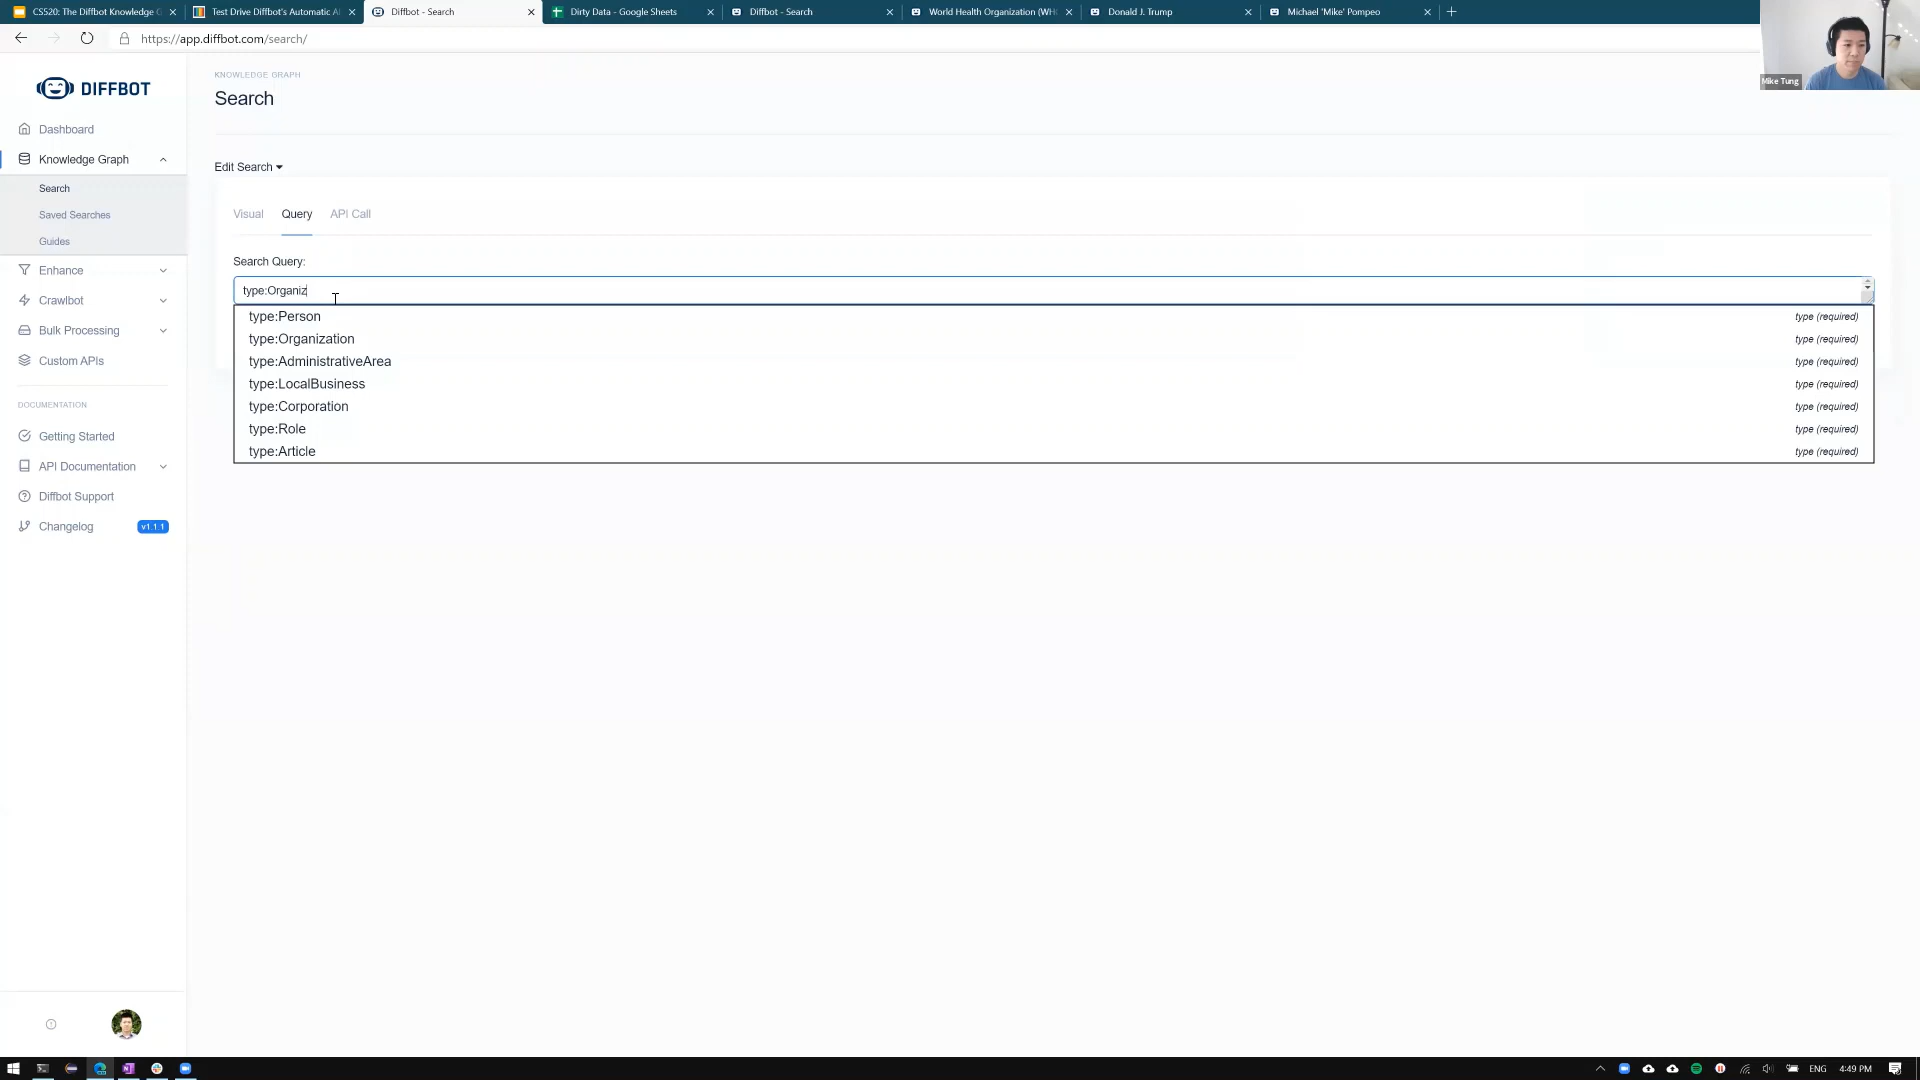 CS520: The Diffbot Knowledge G
Test Drive Diffbot's Automatic A
Diffbot - Search
Dirty Data - Google Sheets
Diffbot - Search
World Health Organization (WH
Donald J. Trump
Michael 'Mike' Pompeo
https://app.diffbot.com/search/
Mike Tung
DIFFBOT
Dashboard
Knowledge Graph
Search
Saved Searches
Guides
Enhance
Crawlbot
Bulk Processing
Custom APIs
DOCUMENTATION
Getting Started
API Documentation
Diffbot Support
Changelog v1.1.1
KNOWLEDGE GRAPH
Search
Edit Search
Visual Query API Call
Search Query:
type:Organiz
type:Person type (required)
type:Organization type (required)
type:AdministrativeArea type (required)
type:LocalBusiness type (required)
type:Corporation type (required)
type:Role type (required)
type:Article type (required)
ENG 4:49 PM